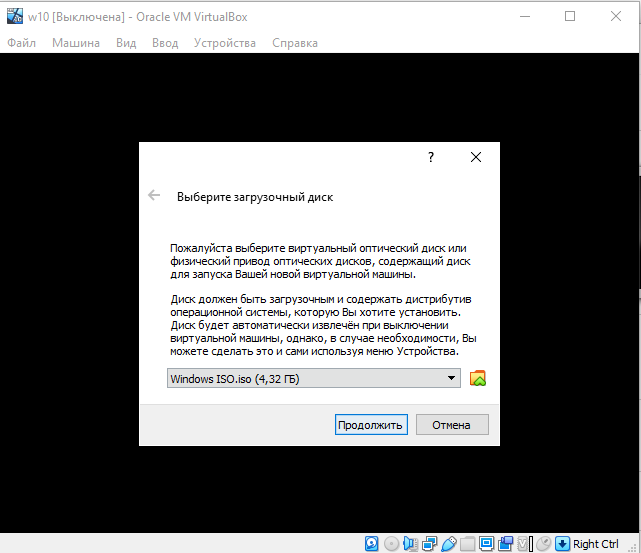 w10 [Выключена] - Oracle VM VirtualBox
Файл Машина Вид Ввод Устройства Справка
?
Выберите загрузочный диск
Пожалуйста выберите виртуальный оптический диск или
физический привод оптических дисков, содержащий диск
для запуска Вашей новой виртуальной машины.
Диск должен быть загрузочным и содержать дистрибутив
операционной системы, которую Вы хотите установить.
Диск будет автоматически извлечён при выключении
виртуальной машины, однако, в случае необходимости, Вы
можете сделать это и сами используя меню Устройства.
Windows ISO.iso (4,32 ГБ)
Продолжить Отмена
Right Ctrl